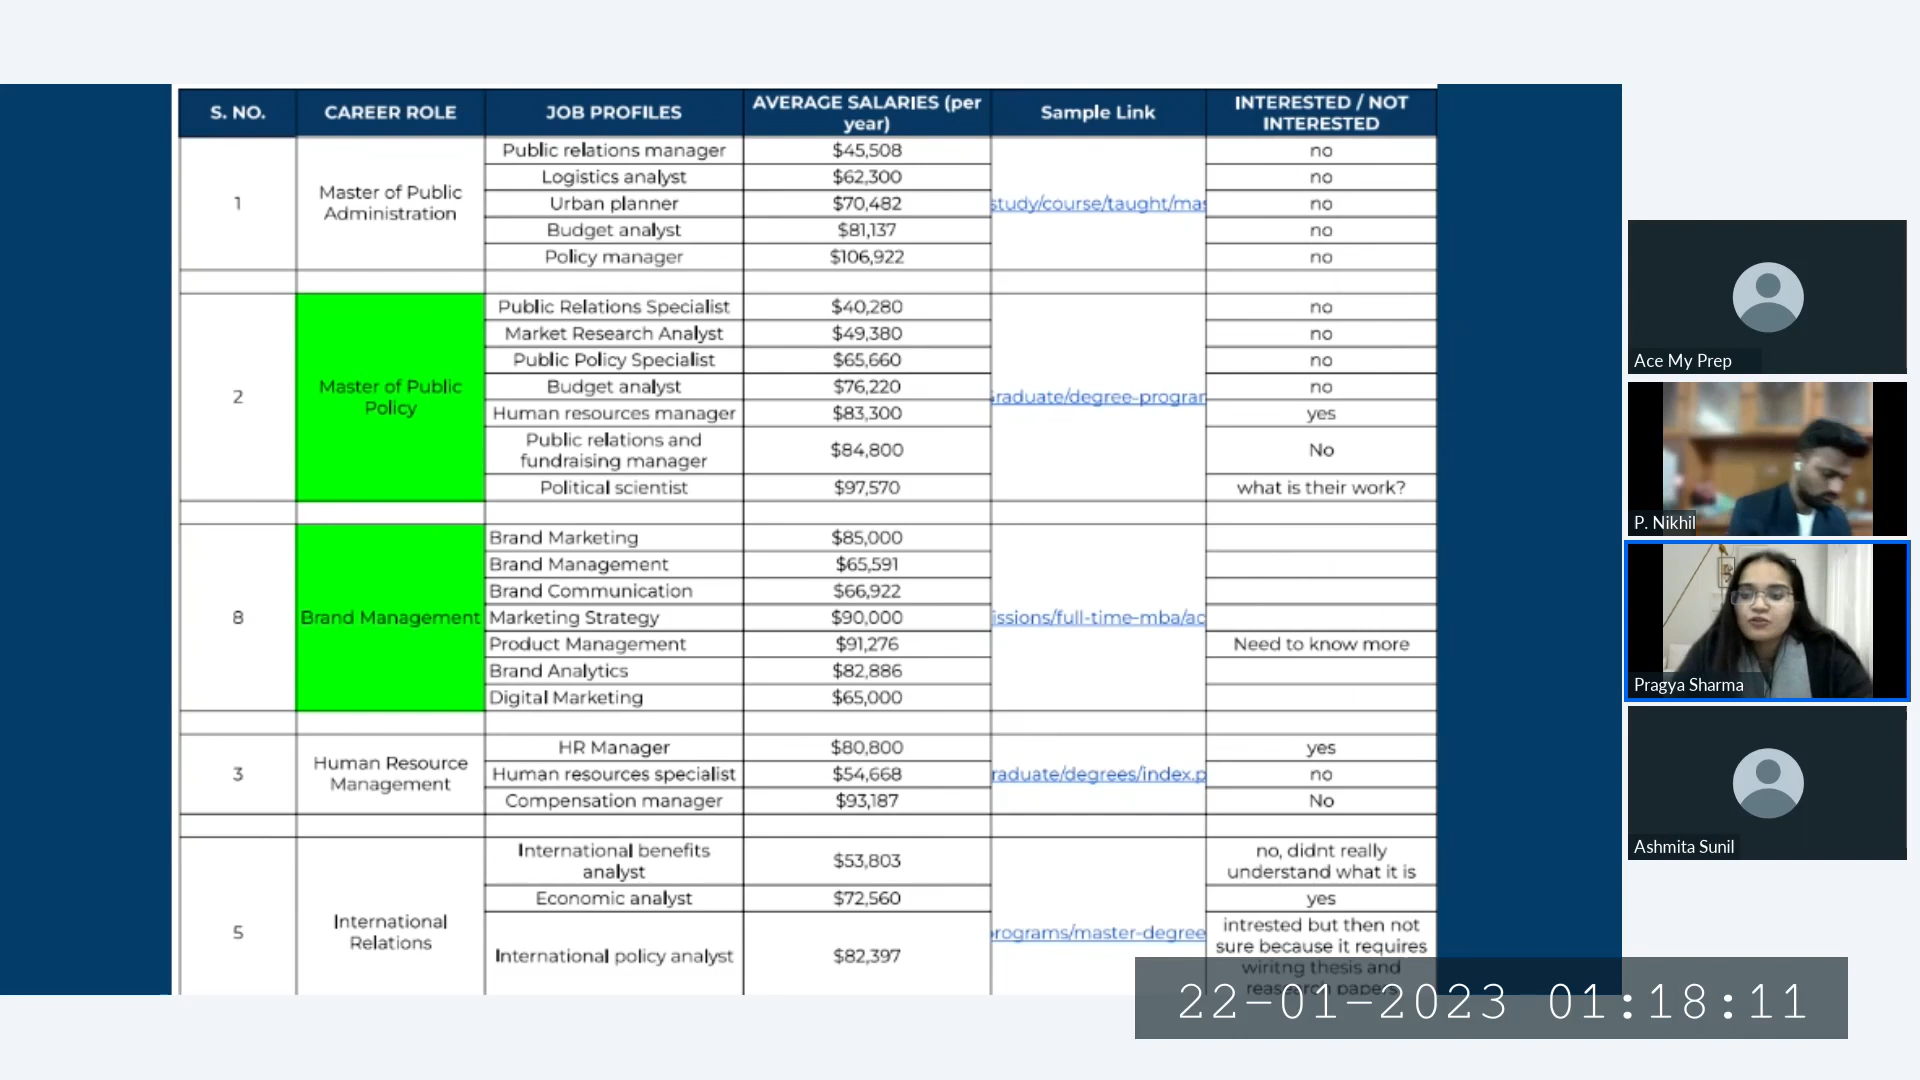 S. NO.
CAREER ROLE
JOB PROFILES
AVERAGE SALARIES (per
year)
Sample Link
INTERESTED / NOT
INTERESTED
1
Master of Public
Administration
Public relations manager
$45,508
no
Logistics analyst
$62,300
no
Urban planner
$70,482
study/course/taught/mas
no
Budget analyst
$81,137
no
Policy manager
$106,922
no
2
Master of Public
Policy
Public Relations Specialist
$40,280
no
Market Research Analyst
$49,380
no
Public Policy Specialist
$65,660
no
Budget analyst
$76,220
raduate/degree-program
no
Human resources manager
$83,300
yes
Public relations and
fundraising manager
$84,800
No
Political scientist
$97,570
what is their work?
8
Brand Management
Brand Marketing
$85,000
Brand Management
$65,591
Brand Communication
$66,922
Marketing Strategy
$90,000
issions/full-time-mba/ac
Product Management
$91,276
Need to know more
Brand Analytics
$82,886
Digital Marketing
$65,000
3
Human Resource
Management
HR Manager
$80,800
yes
Human resources specialist
$54,668
raduate/degrees/index.p
no
Compensation manager
$93,187
No
5
International
Relations
International benefits
analyst
$53,803
no, didnt really
understand what it is
Economic analyst
$72,560
yes
International policy analyst
$82,397
rograms/master-degree
intrested but then not
sure because it requires
wiritng thesis and
reasearch papers
Ace My Prep
P. Nikhil
Pragya Sharma
Ashmita Sunil
22-01-2023 01:18:11